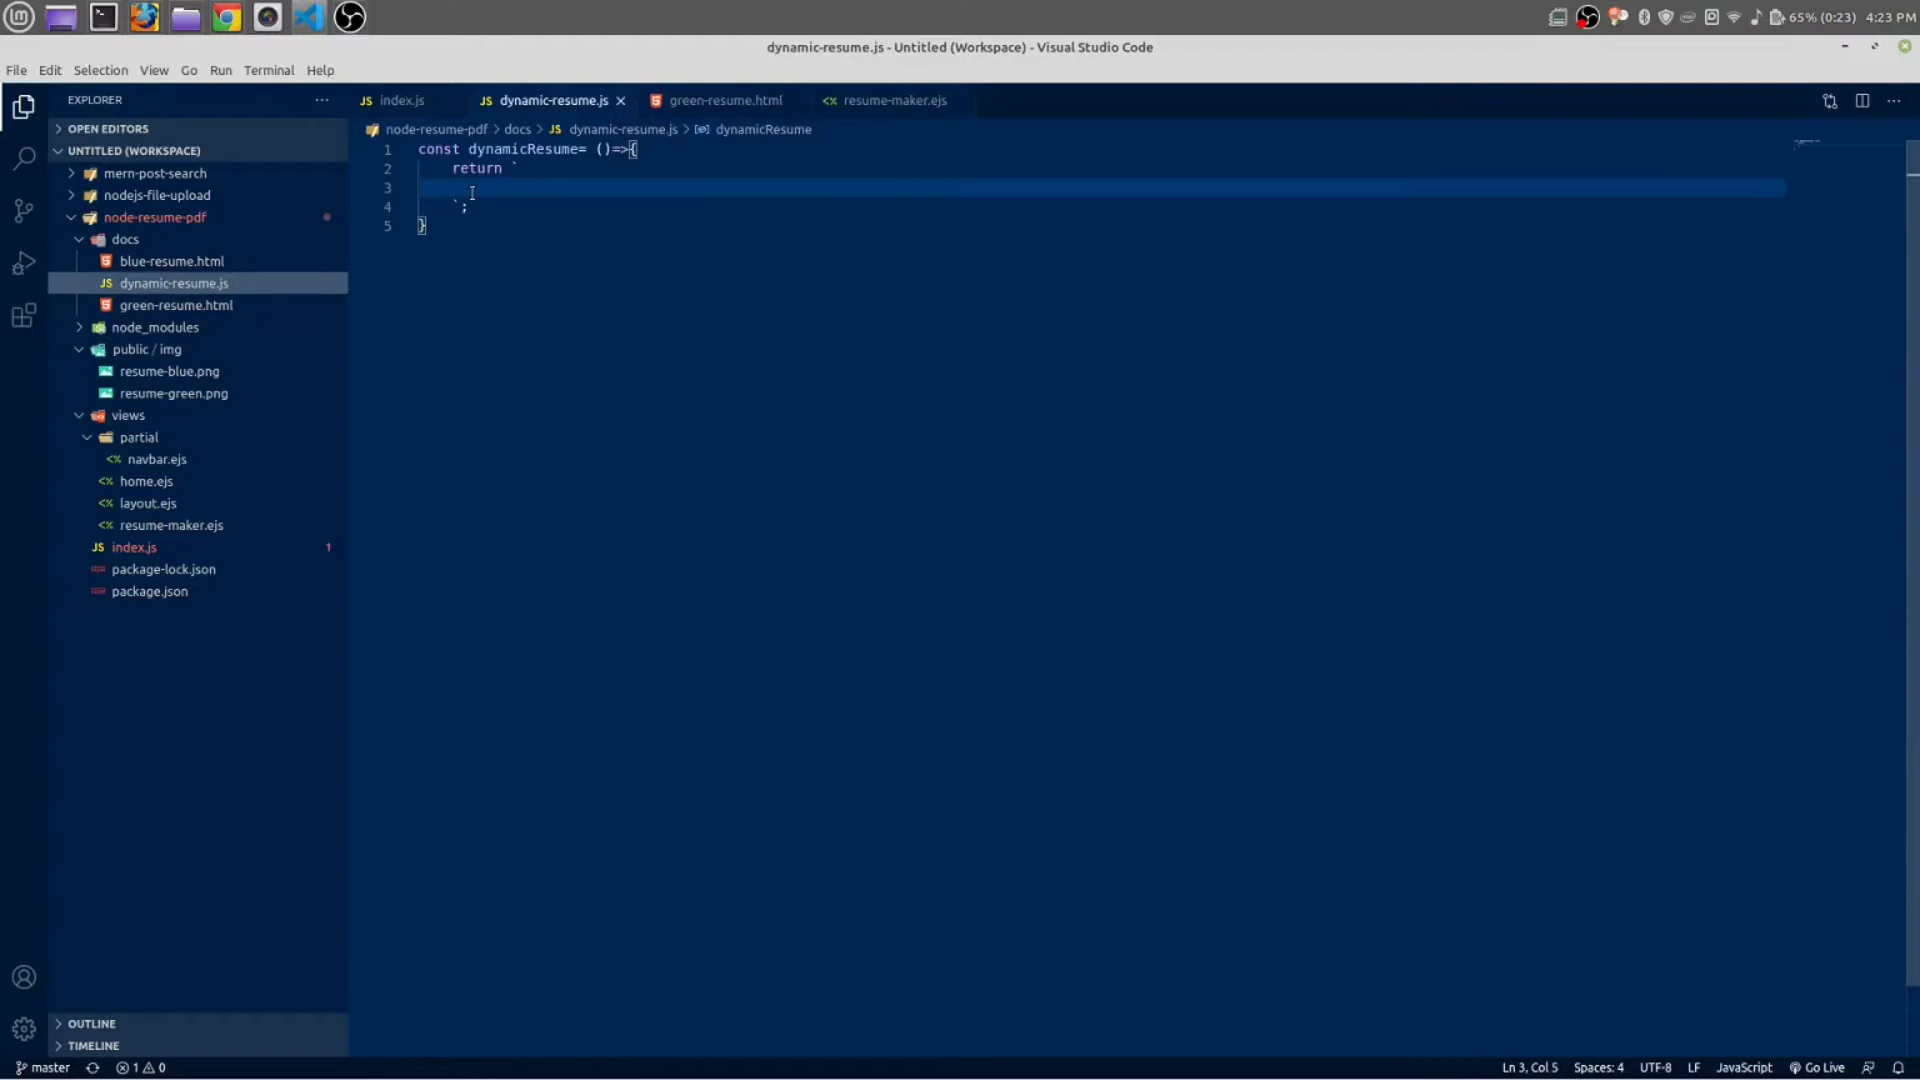 65% (0:23) 4:23 PM
dynamic-resume.js - Untitled (Workspace) - Visual Studio Code
File Edit Selection View Go Run Terminal Help
EXPLORER
OPEN EDITORS
UNTITLED (WORKSPACE)
mern-post-search
nodejs-file-upload
node-resume-pdf
docs
blue-resume.html
JS dynamic-resume.js
green-resume.html
node_modules
public / img
resume-blue.png
resume-green.png
views
partial
<% navbar.ejs
<% home.ejs
<% layout.ejs
<% resume-maker.ejs
JS index.js 1
package-lock.json
package.json
OUTLINE
TIMELINE
JS index.js JS dynamic-resume.js green-resume.html <% resume-maker.ejs
node-resume-pdf > docs > JS dynamic-resume.js > dynamicResume
1 const dynamicResume= ()=>{
2 return `
3
4 `;
5 }
master 1 0 Ln 3, Col 5 Spaces: 4 UTF-8 LF JavaScript Go Live